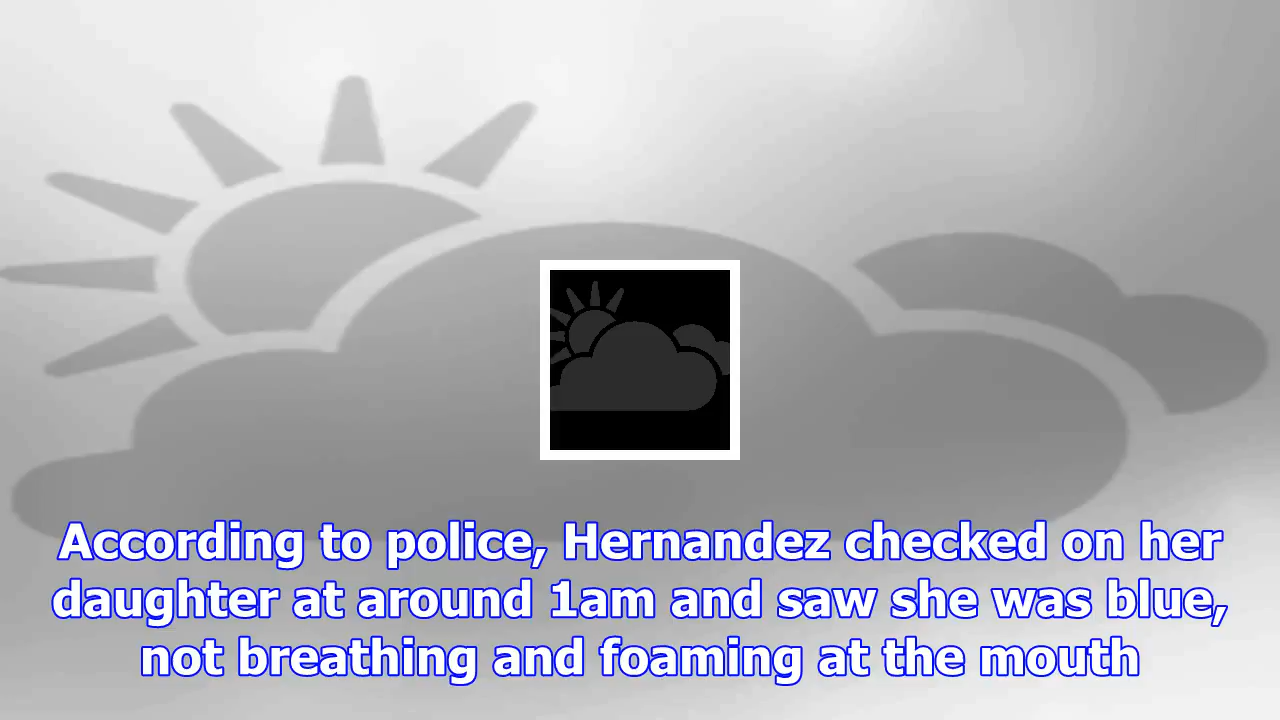 According to police, Hernandez checked on her
daughter at around 1am and saw she was blue,
not breathing and foaming at the mouth